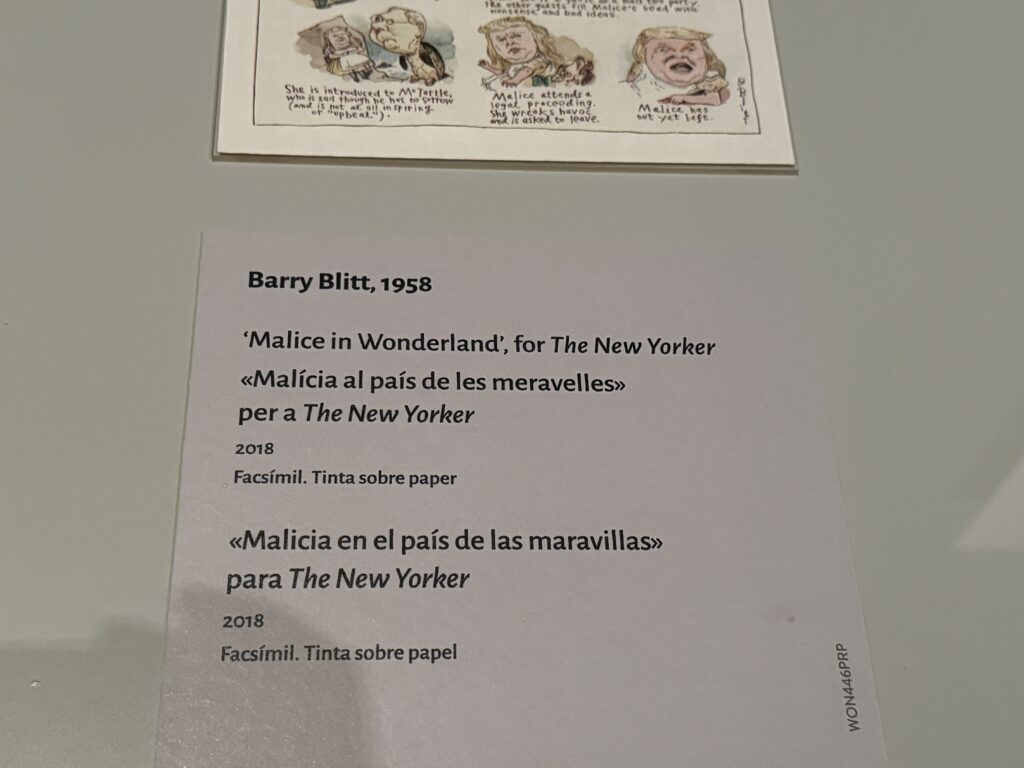 at a mad tea party
The other guests fill Malice's head with
nonsense and bad ideas.
She is introduced to McTurtle,
who is sad though he has no sorrow
(and is not at all inspiring
or "upbeat").
Malice attends a
legal proceeding.
She wreaks havoc
and is asked to leave.
Malice has
not yet left.
Barry Blitt, 1958
‘Malice in Wonderland’, for The New Yorker
«Malícia al país de les meravelles»
per a The New Yorker
2018
Facsímil. Tinta sobre paper
«Malicia en el país de las maravillas»
para The New Yorker
2018
Facsímil. Tinta sobre papel
WON446PRP